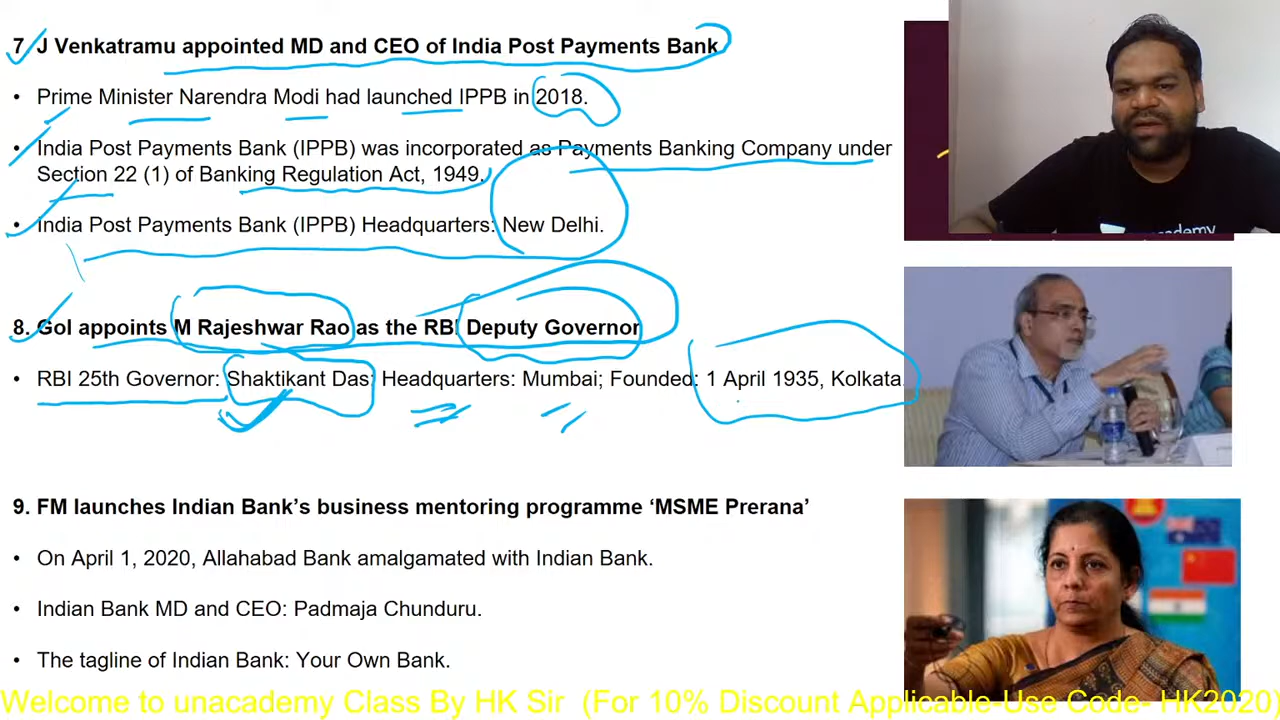 7. J Venkatramu appointed MD and CEO of India Post Payments Bank
• Prime Minister Narendra Modi had launched IPPB in 2018.
• India Post Payments Bank (IPPB) was incorporated as Payments Banking Company under
Section 22 (1) of Banking Regulation Act, 1949.
• India Post Payments Bank (IPPB) Headquarters: New Delhi.
8. GoI appoints M Rajeshwar Rao as the RBI Deputy Governor
• RBI 25th Governor: Shaktikant Das; Headquarters: Mumbai; Founded: 1 April 1935, Kolkata.
9. FM launches Indian Bank’s business mentoring programme ‘MSME Prerana’
• On April 1, 2020, Allahabad Bank amalgamated with Indian Bank.
• Indian Bank MD and CEO: Padmaja Chunduru.
• The tagline of Indian Bank: Your Own Bank.
Welcome to unacademy Class By HK Sir (For 10% Discount Applicable-Use Code- HK2020)